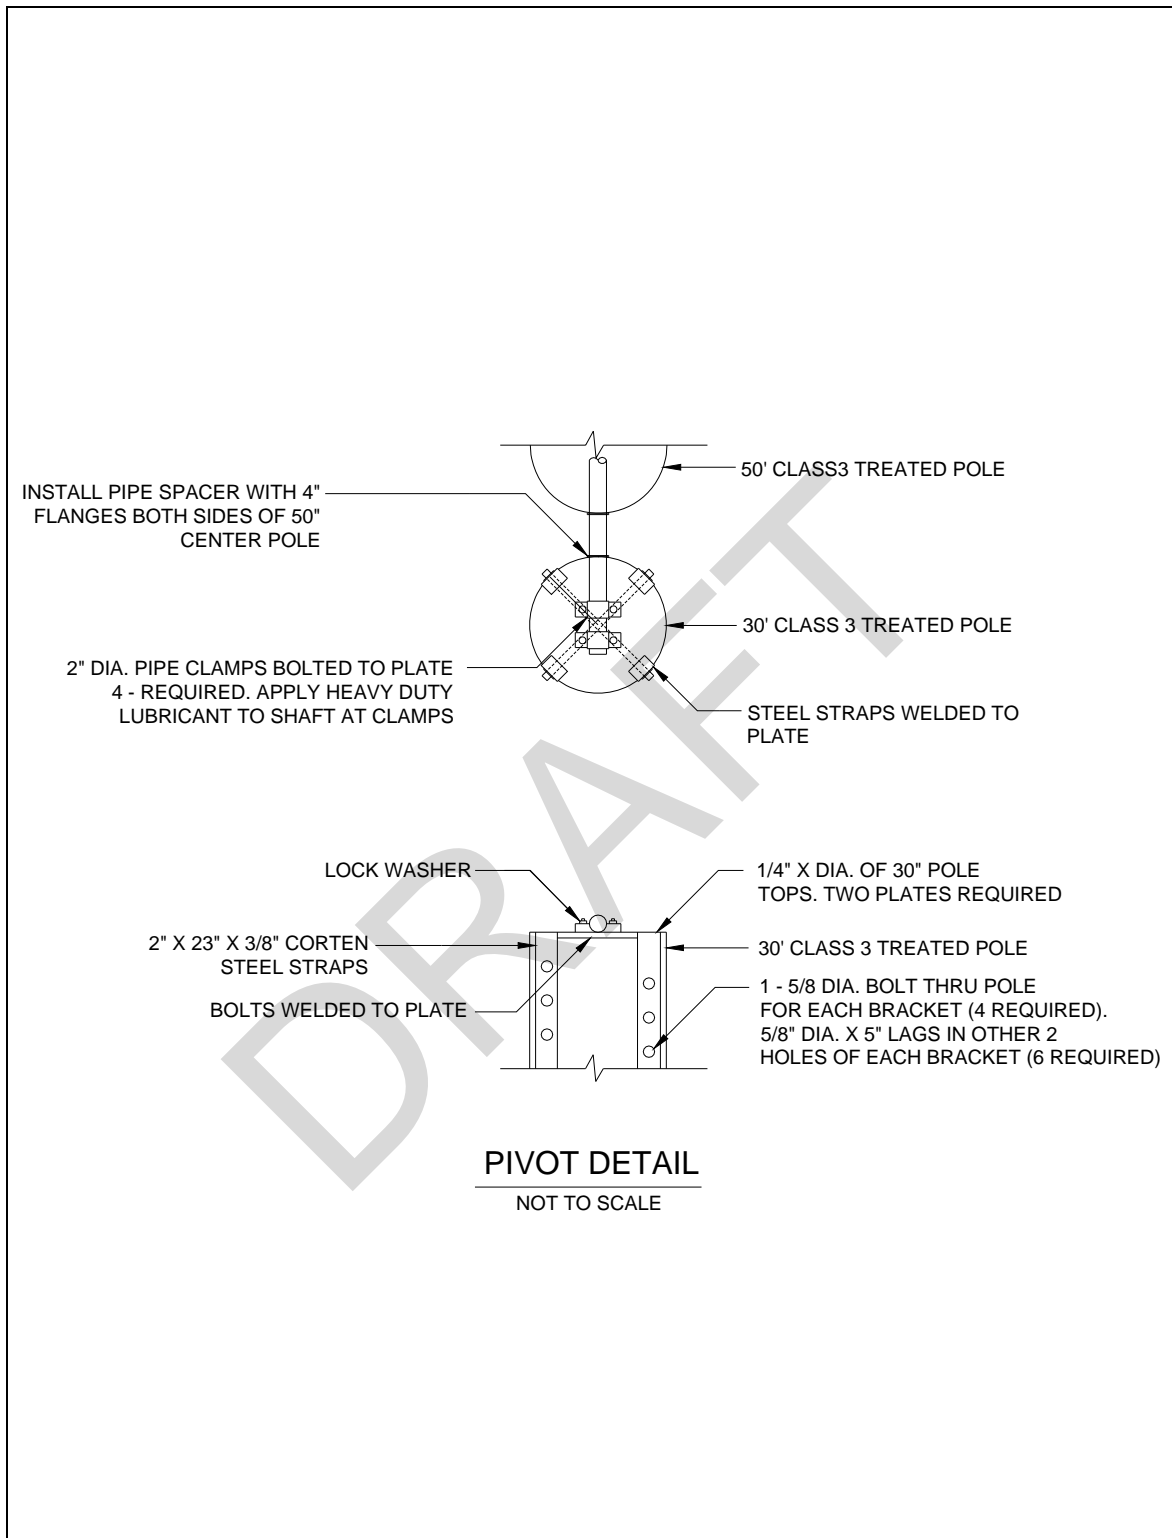 50' CLASS3 TREATED POLE
INSTALL PIPE SPACER WITH 4"
FLANGES BOTH SIDES OF 50"
CENTER POLE
30' CLASS 3 TREATED POLE
2" DIA. PIPE CLAMPS BOLTED TO PLATE
4 - REQUIRED. APPLY HEAVY DUTY
LUBRICANT TO SHAFT AT CLAMPS
STEEL STRAPS WELDED TO
PLATE
LOCK WASHER
1/4" X DIA. OF 30" POLE
TOPS. TWO PLATES REQUIRED
2" X 23" X 3/8" CORTEN
STEEL STRAPS
30' CLASS 3 TREATED POLE
BOLTS WELDED TO PLATE
1 - 5/8 DIA. BOLT THRU POLE
FOR EACH BRACKET (4 REQUIRED).
5/8" DIA. X 5" LAGS IN OTHER 2
HOLES OF EACH BRACKET (6 REQUIRED)
DRAFT
PIVOT DETAIL
NOT TO SCALE